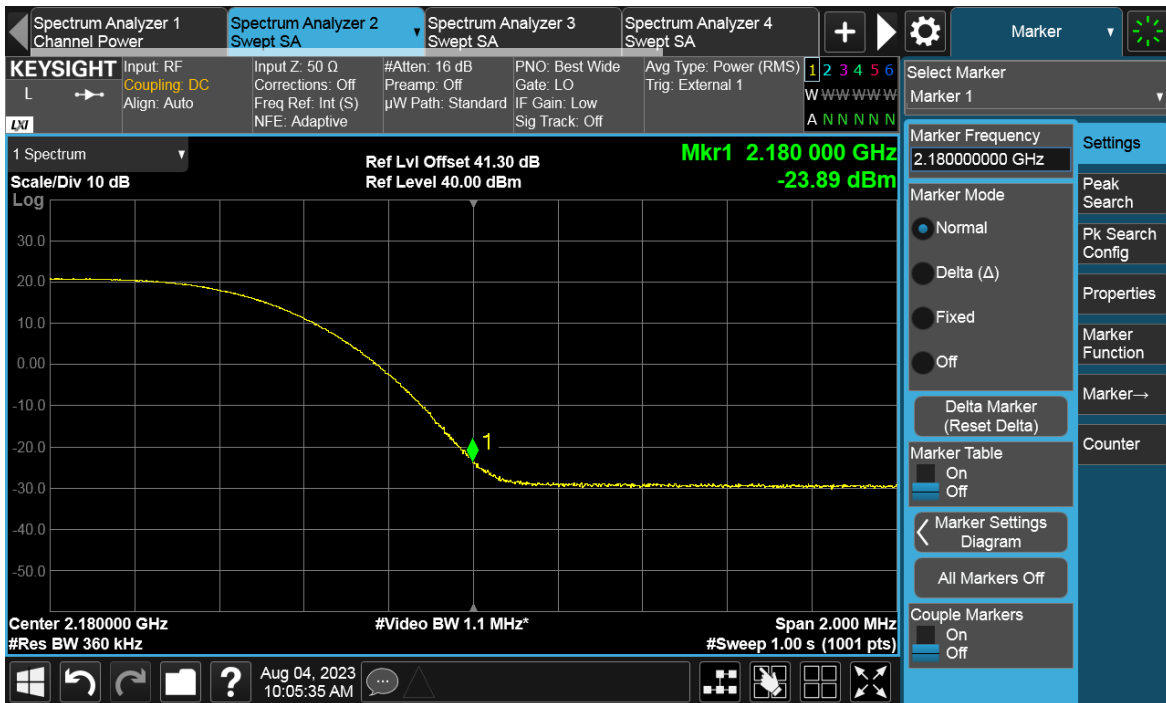 Spectrum Analyzer 1
Channel Power
Spectrum Analyzer 2
Swept SA
Spectrum Analyzer 3
Swept SA
Spectrum Analyzer 4
Swept SA
+
Marker
KEYSIGHT
L
LXI
Input: RF
Coupling: DC
Align: Auto
Input Z: 50 Ω
Corrections: Off
Freq Ref: Int (S)
NFE: Adaptive
#Atten: 16 dB
Preamp: Off
µW Path: Standard
PNO: Best Wide
Gate: LO
IF Gain: Low
Sig Track: Off
Avg Type: Power (RMS)
Trig: External 1
1 2 3 4 5 6
W W W W W W
A N N N N N
Select Marker
Marker 1
1 Spectrum
Scale/Div 10 dB
Log
Ref Lvl Offset 41.30 dB
Ref Level 40.00 dBm
Mkr1 2.180 000 GHz
-23.89 dBm
30.0
20.0
10.0
0.00
-10.0
-20.0
-30.0
-40.0
-50.0
1
Center 2.180000 GHz
#Res BW 360 kHz
#Video BW 1.1 MHz*
Span 2.000 MHz
#Sweep 1.00 s (1001 pts)
Marker Frequency
2.180000000 GHz
Marker Mode
Normal
Delta (Δ)
Fixed
Off
Delta Marker
(Reset Delta)
Marker Table
On
Off
Marker Settings
Diagram
All Markers Off
Couple Markers
On
Off
Settings
Peak
Search
Pk Search
Config
Properties
Marker
Function
Marker→
Counter
?
Aug 04, 2023
10:05:35 AM